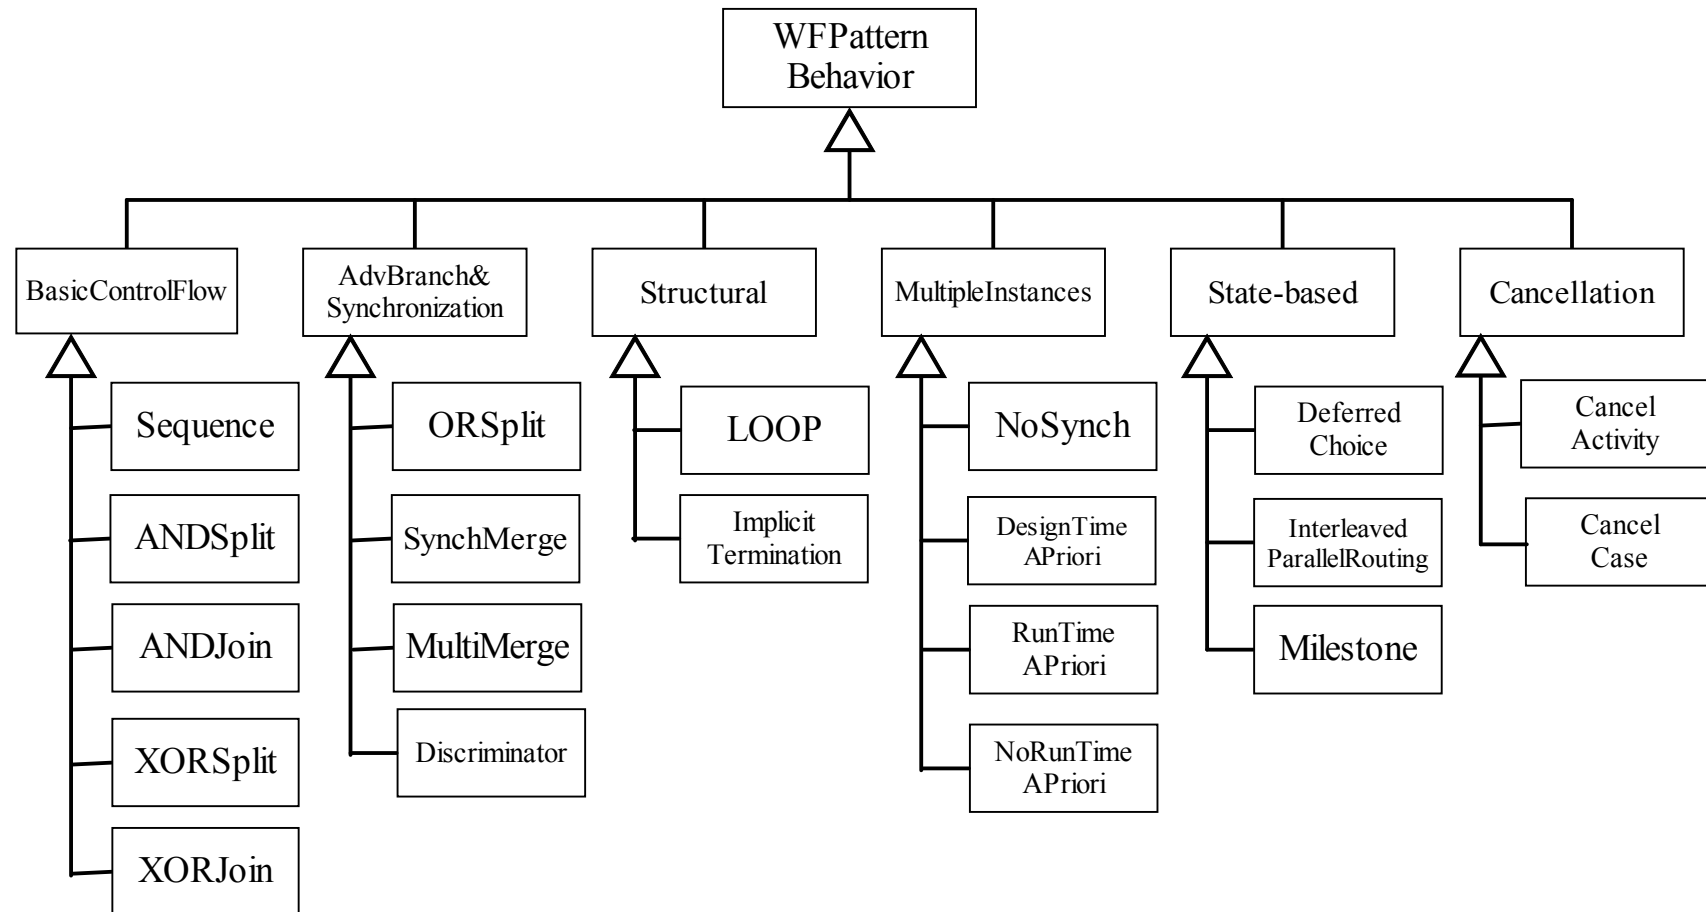 WFPattern
Behavior
BasicControlFlow
AdvBranch&
Synchronization
Structural
MultipleInstances
State-based
Cancellation
Sequence
ANDSplit
ANDJoin
XORSplit
XORJoin
ORSplit
SynchMerge
MultiMerge
Discriminator
LOOP
Implicit
Termination
NoSynch
DesignTime
APriori
RunTime
APriori
NoRunTime
APriori
Deferred
Choice
Interleaved
ParallelRouting
Milestone
Cancel
Activity
Cancel
Case